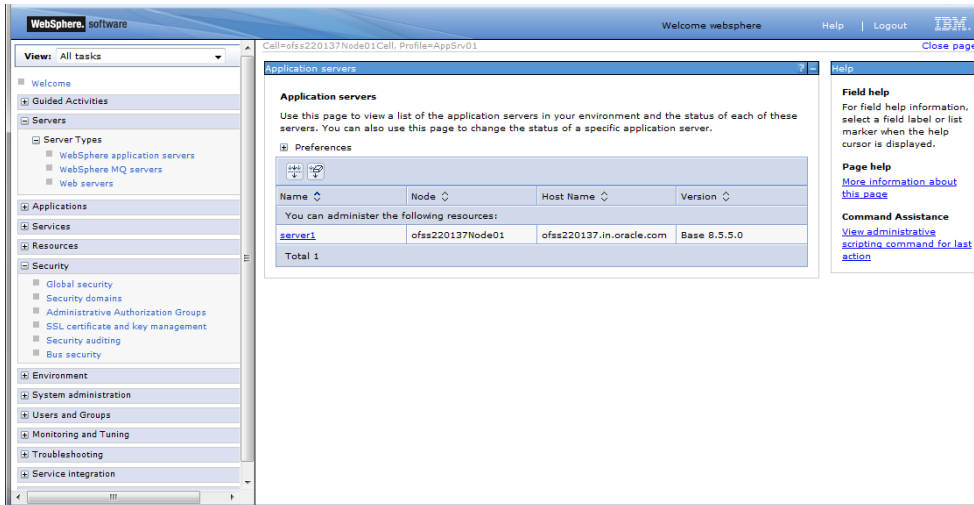 WebSphere. software
Welcome websphere
Help | Logout
IBM.
View: All tasks
Welcome
Guided Activities
Servers
Server Types
WebSphere application servers
WebSphere MQ servers
Web servers
Applications
Services
Resources
Security
Global security
Security domains
Administrative Authorization Groups
SSL certificate and key management
Security auditing
Bus security
Environment
System administration
Users and Groups
Monitoring and Tuning
Troubleshooting
Service integration
Cell=ofss220137Node01Cell, Profile=AppSrv01
Close page
Application servers
? –
Application servers
Use this page to view a list of the application servers in your environment and the status of each of these
servers. You can also use this page to change the status of a specific application server.
Preferences
Name Node Host Name Version
You can administer the following resources:
server1 ofss220137Node01 ofss220137.in.oracle.com Base 8.5.5.0
Total 1
Help
Field help
For field help information,
select a field label or list
marker when the help
cursor is displayed.
Page help
More information about
this page
Command Assistance
View administrative
scripting command for last
action